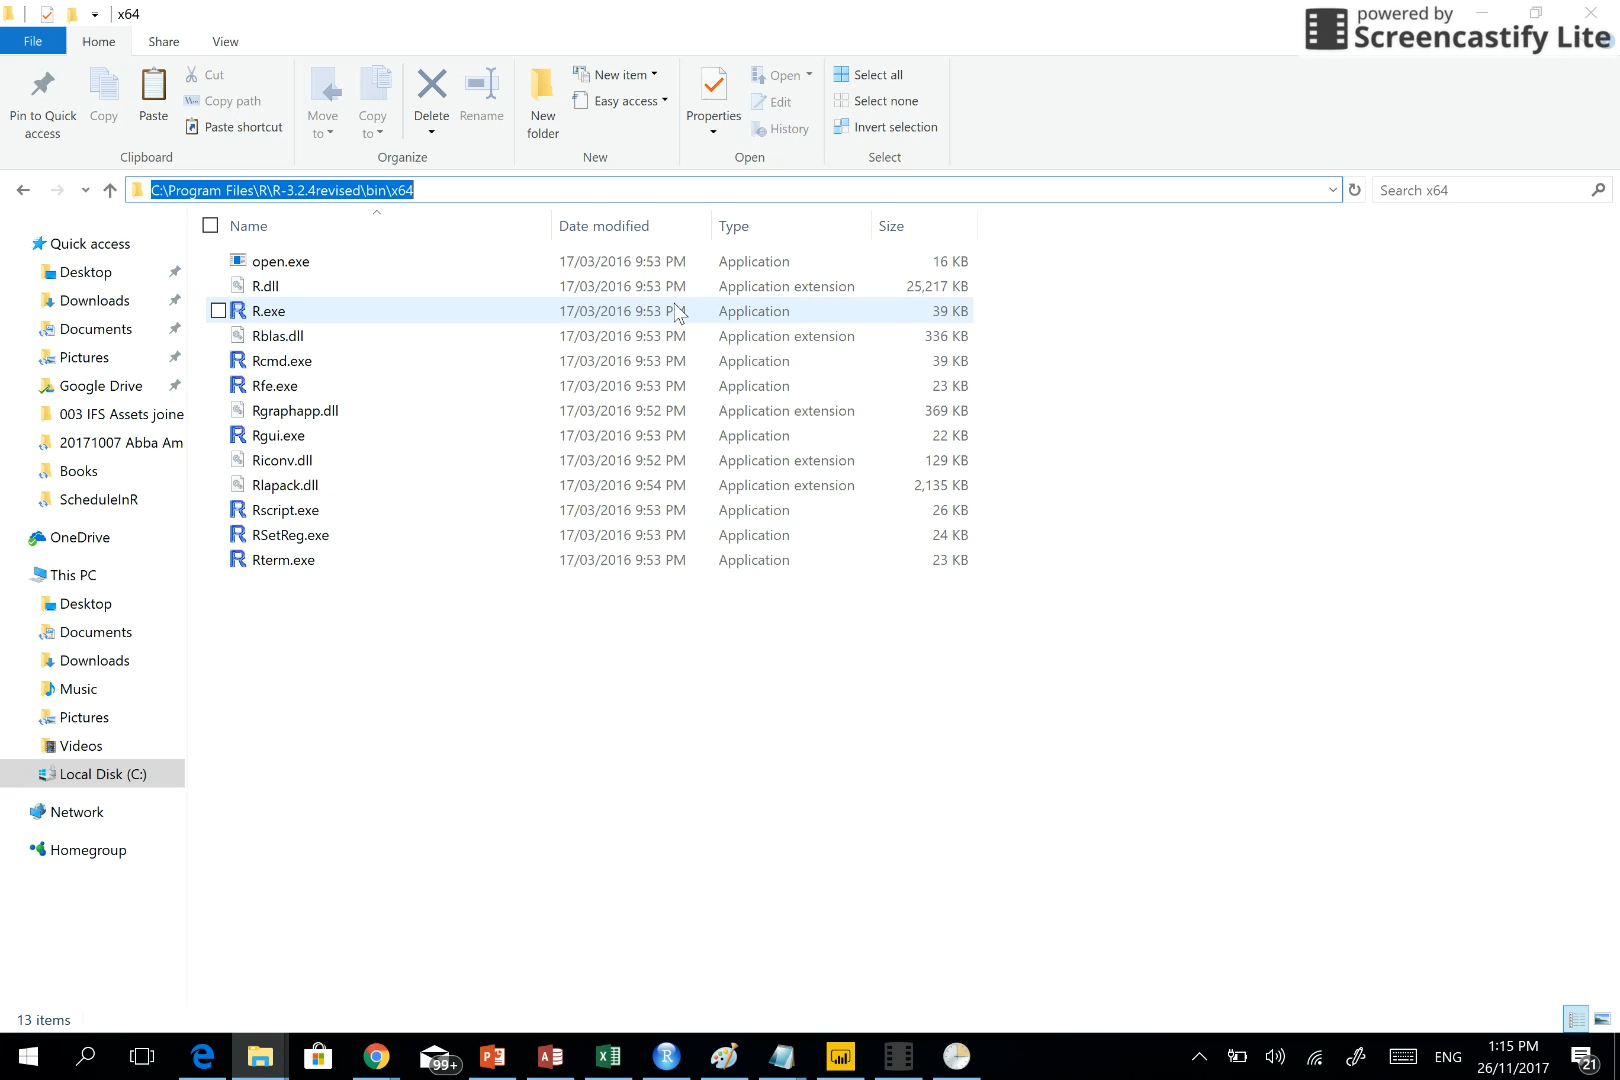 x64
powered by
Screencastify Lite
File
Home
Share
View
Pin to Quick
access
Copy
Paste
Cut
Copy path
Paste shortcut
Clipboard
Move
to
Copy
to
Delete
Rename
Organize
New
folder
New item
Easy access
New
Properties
Open
Edit
History
Open
Select all
Select none
Invert selection
Select
C:\Program Files\R\R-3.2.4revised\bin\x64
Search x64
Quick access
Desktop
Downloads
Documents
Pictures
Google Drive
003 IFS Assets joine
20171007 Abba Am
Books
ScheduleInR
OneDrive
This PC
Desktop
Documents
Downloads
Music
Pictures
Videos
Local Disk (C:)
Network
Homegroup
Name Date modified Type Size
open.exe 17/03/2016 9:53 PM Application 16 KB
R.dll 17/03/2016 9:53 PM Application extension 25,217 KB
R.exe 17/03/2016 9:53 PM Application 39 KB
Rblas.dll 17/03/2016 9:53 PM Application extension 336 KB
Rcmd.exe 17/03/2016 9:53 PM Application 39 KB
Rfe.exe 17/03/2016 9:53 PM Application 23 KB
Rgraphapp.dll 17/03/2016 9:52 PM Application extension 369 KB
Rgui.exe 17/03/2016 9:53 PM Application 22 KB
Riconv.dll 17/03/2016 9:52 PM Application extension 129 KB
Rlapack.dll 17/03/2016 9:54 PM Application extension 2,135 KB
Rscript.exe 17/03/2016 9:53 PM Application 26 KB
RSetReg.exe 17/03/2016 9:53 PM Application 24 KB
Rterm.exe 17/03/2016 9:53 PM Application 23 KB
13 items
99+
ENG
1:15 PM
26/11/2017
21